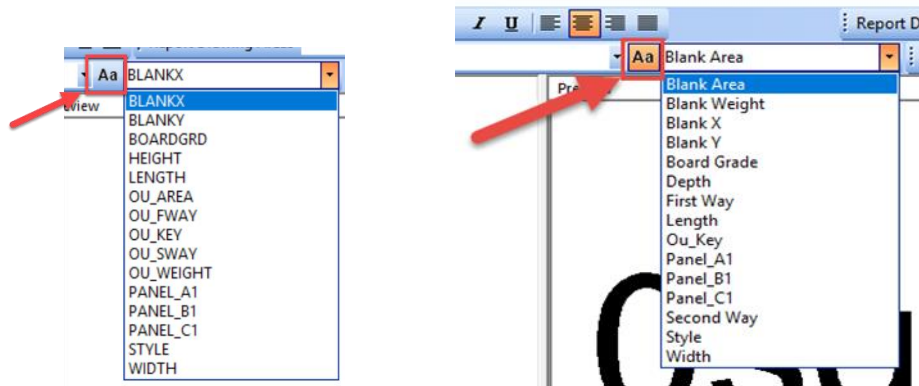 Aa BLANKX
view
BLANKX
BLANKY
BOARDGRD
HEIGHT
LENGTH
OU_AREA
OU_FWAY
OU_KEY
OU_SWAY
OU_WEIGHT
PANEL_A1
PANEL_B1
PANEL_C1
STYLE
WIDTH
I U Report D
Aa Blank Area
Blank Area
Blank Weight
Blank X
Blank Y
Board Grade
Depth
First Way
Length
Ou_Key
Panel_A1
Panel_B1
Panel_C1
Second Way
Style
Width